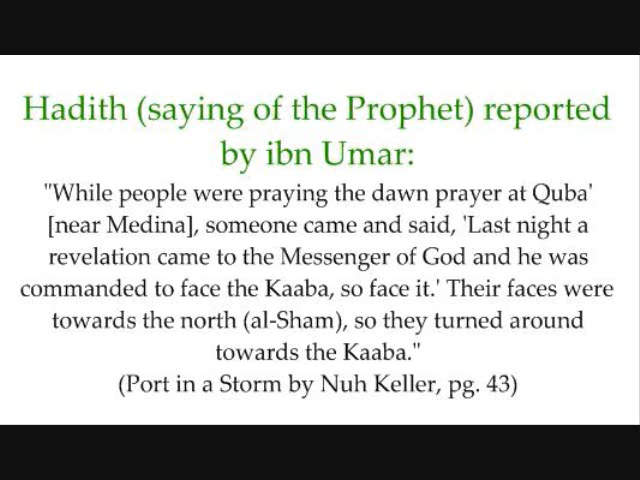 Hadith (saying of the Prophet) reported
by ibn Umar:
"While people were praying the dawn prayer at Quba'
[near Medina], someone came and said, 'Last night a
revelation came to the Messenger of God and he was
commanded to face the Kaaba, so face it.' Their faces were
towards the north (al-Sham), so they turned around
towards the Kaaba."
(Port in a Storm by Nuh Keller, pg. 43)